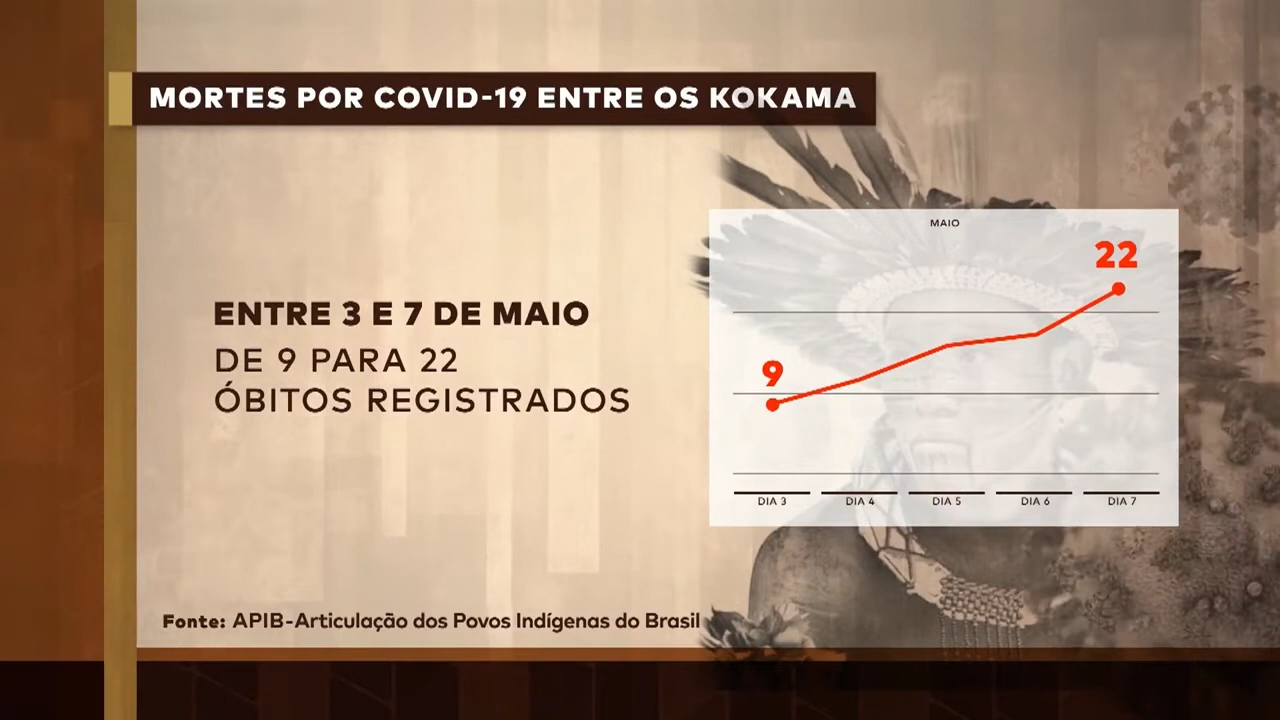 MORTES POR COVID-19 ENTRE OS KOKAMA
ENTRE 3 E 7 DE MAIO
DE 9 PARA 22
ÓBITOS REGISTRADOS
MAIO
22
9
DIA 3 DIA 4 DIA 5 DIA 6 DIA 7
Fonte: APIB-Articulação dos Povos Indígenas do Brasil